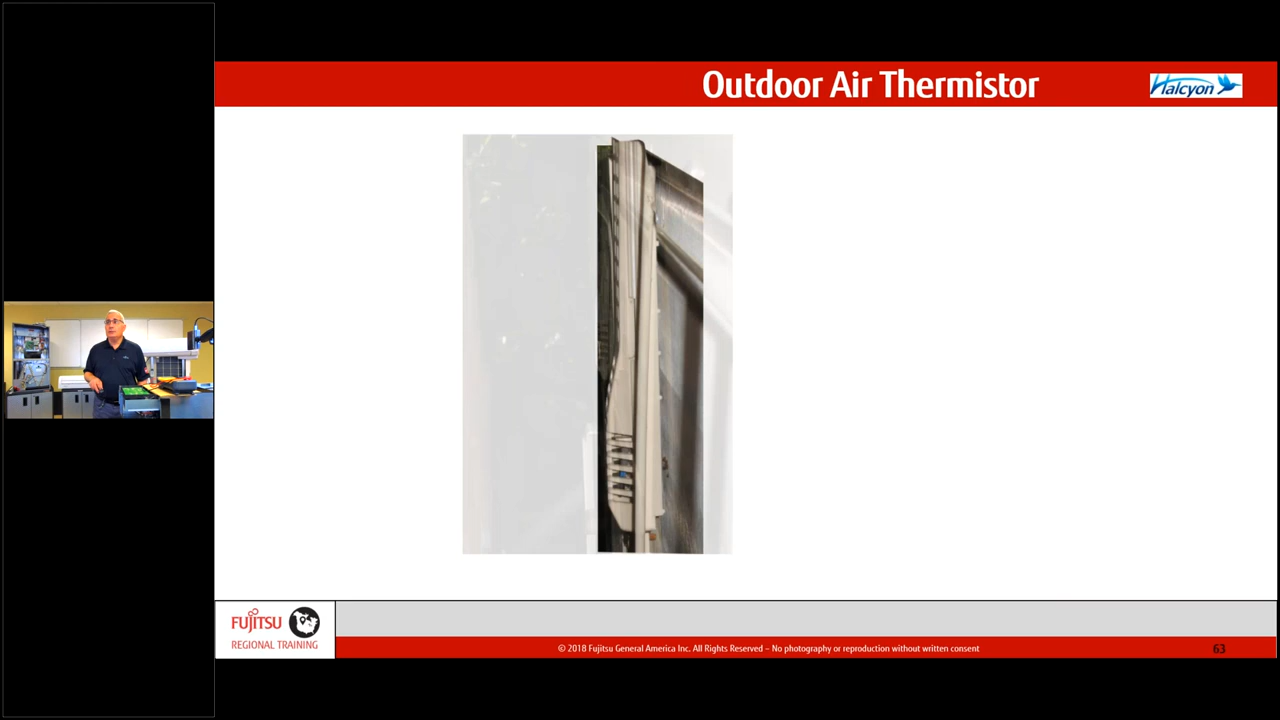 Outdoor Air Thermistor
Halcyon
FUJITSU
REGIONAL TRAINING
© 2018 Fujitsu General America Inc. All Rights Reserved – No photography or reproduction without written consent
63